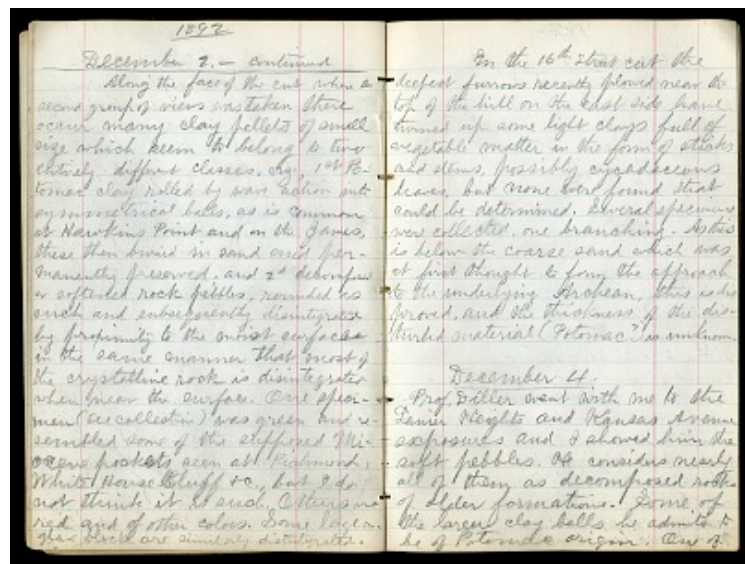 1892
December 2. — continued
Along the face of the cut where a
second group of views was taken there
occur many clay pellets of small
size which seem to belong to two
entirely different classes, 1st Po-
tomac clay rolled by wave action into
symmetrical balls, as is common
at Hawkins Point and on the James,
these then buried in sand and per-
manently preserved, and 2d decomposed
or softened rock pebbles, rounded as
such and subsequently disintegrated
by propinquity to the moist surfaces
in the same manner that most of
the crystalline rock is disintegrated
when near the surface. One speci-
men (see collection) was green and re-
sembled some of the supposed Mi-
ocene pockets seen at Richmond,
White House Bluff &c., but I do
not think it is such. Others are
red and of other colors. Some large
are similarly disintegrated.
In the 16th Street cut the
deepest furrows recently plowed near the
top of the hill on the east side have
turned up some light clays full of
vegetable matter in the form of sticks
and stems, possibly cycadaceous
leaves, but none were found that
could be determined. Several specimens
were collected, one branching. As this
is below the coarse sand which was
at first thought to form the approach
to the underlying Archean, this is dis-
proved, and the thickness of the dis-
turbed material (Potomac?) is unknown.
December 4.
Prof. Diller went with me to the
Lanier Heights and Kansas Avenue
exposures and I showed him the
soft pebbles. He considers nearly
all of them as decomposed rocks
of older formations. Some of
the larger clay balls he admits to
be of Potomac origin. One of